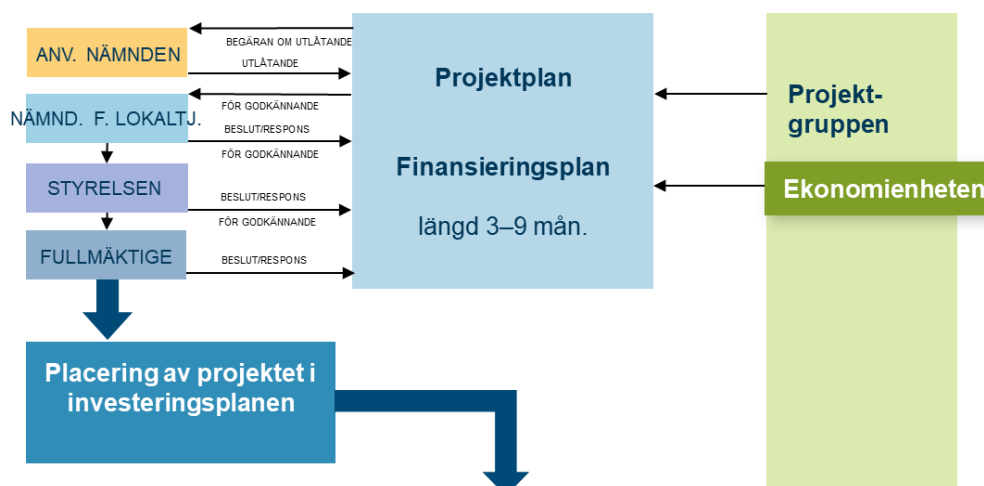 BEGÄRAN OM UTLÅTANDE
ANV. NÄMNDEN
UTLÅTANDE
FÖR GODKÄNNANDE
NÄMND. F. LOKALTJ.
BESLUT/RESPONS
FÖR GODKÄNNANDE
STYRELSEN
BESLUT/RESPONS
FÖR GODKÄNNANDE
FULLMÄKTIGE
BESLUT/RESPONS
Projektplan
Finansieringsplan
längd 3–9 mån.
Projekt-
gruppen
Ekonomienheten
Placering av projektet i
investeringsplanen